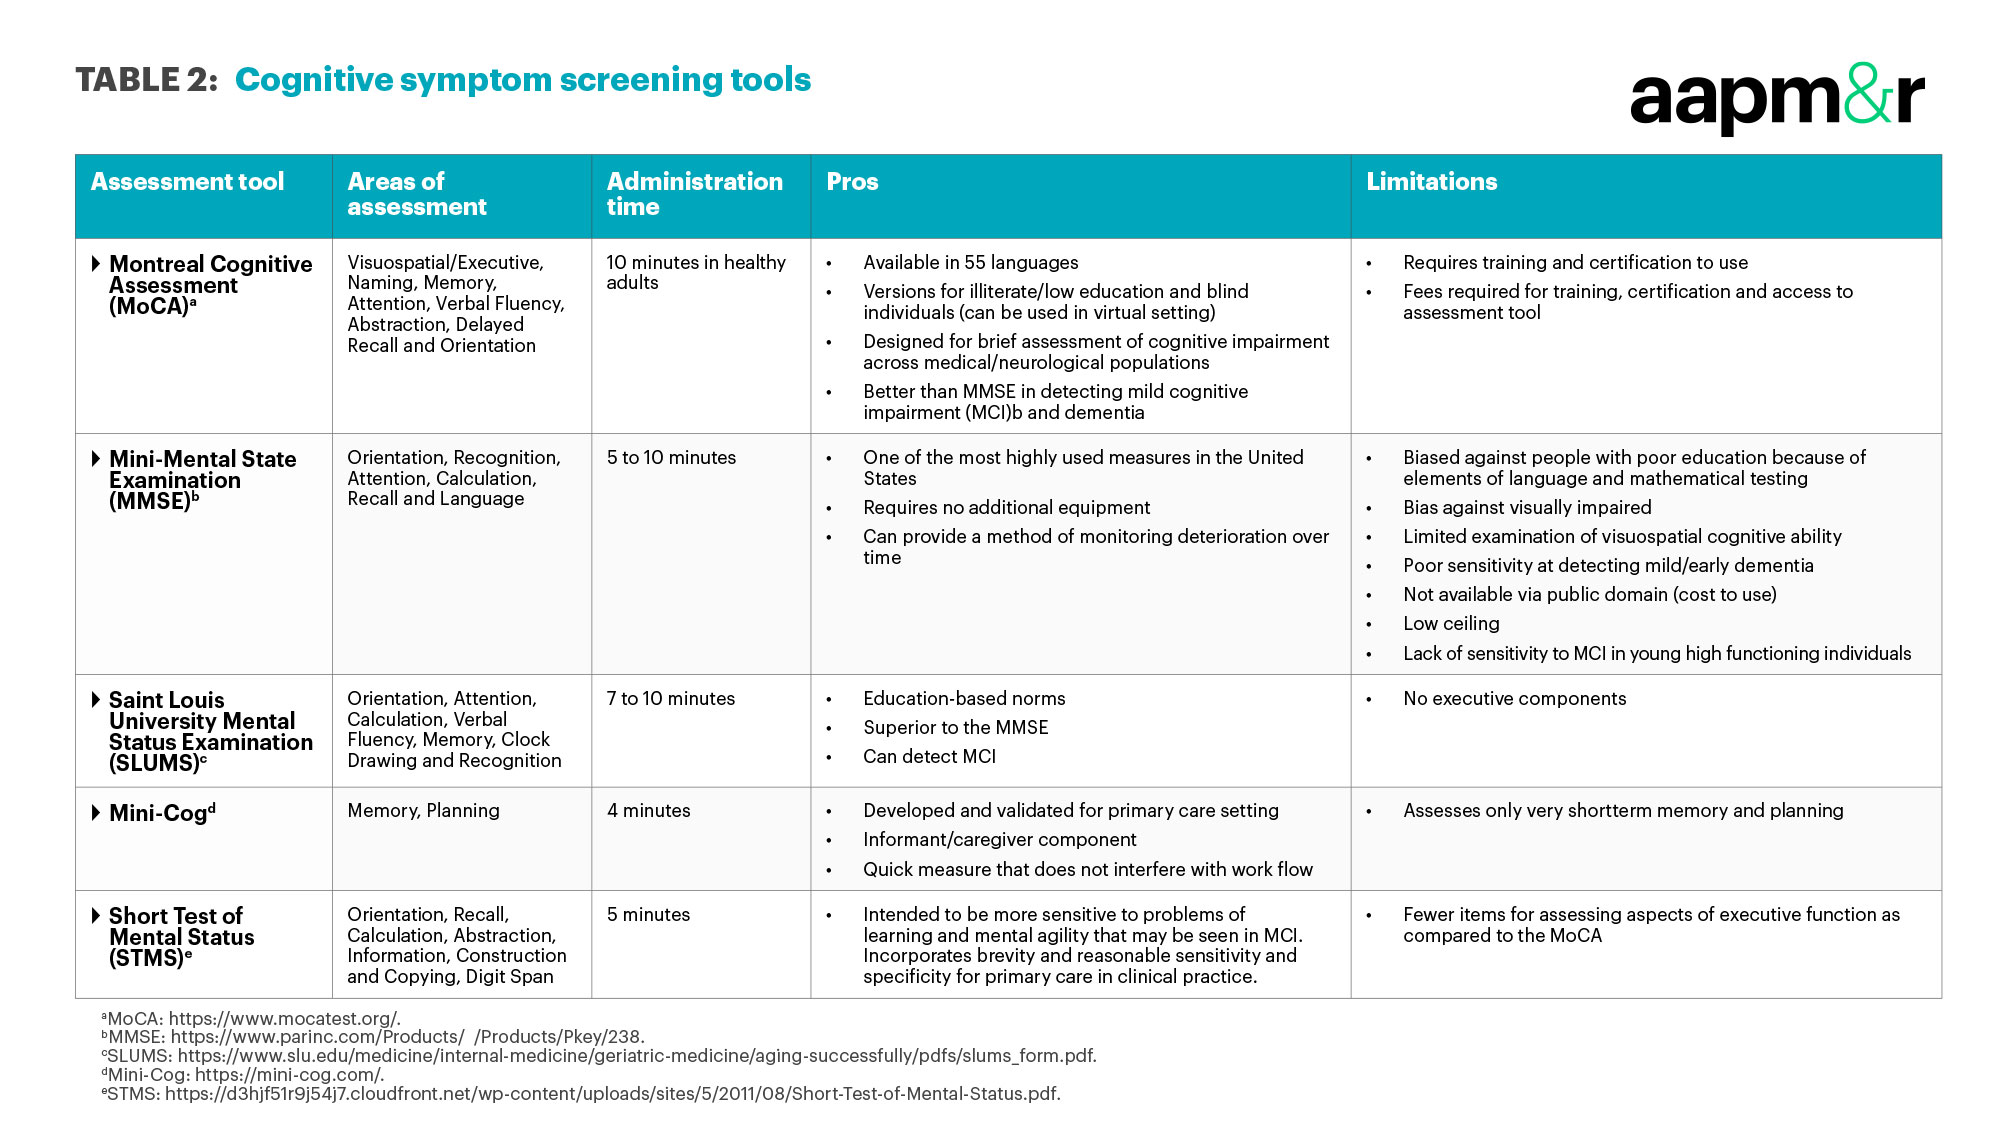 TABLE 2: Cognitive symptom screening tools
aapm&r
Assessment tool
Areas of
assessment
Administration
time
Pros
Limitations
Montreal Cognitive
Assessment
(MoCA)ᵃ
Visuospatial/Executive,
Naming, Memory,
Attention, Verbal Fluency,
Abstraction, Delayed
Recall and Orientation
10 minutes in healthy
adults
• Available in 55 languages
• Versions for illiterate/low education and blind
individuals (can be used in virtual setting)
• Designed for brief assessment of cognitive impairment
across medical/neurological populations
• Better than MMSE in detecting mild cognitive
impairment (MCI)b and dementia
• Requires training and certification to use
• Fees required for training, certification and access to
assessment tool
Mini-Mental State
Examination
(MMSE)ᵇ
Orientation, Recognition,
Attention, Calculation,
Recall and Language
5 to 10 minutes
• One of the most highly used measures in the United
States
• Requires no additional equipment
• Can provide a method of monitoring deterioration over
time
• Biased against people with poor education because of
elements of language and mathematical testing
• Bias against visually impaired
• Limited examination of visuospatial cognitive ability
• Poor sensitivity at detecting mild/early dementia
• Not available via public domain (cost to use)
• Low ceiling
• Lack of sensitivity to MCI in young high functioning individuals
Saint Louis
University Mental
Status Examination
(SLUMS)ᶜ
Orientation, Attention,
Calculation, Verbal
Fluency, Memory, Clock
Drawing and Recognition
7 to 10 minutes
• Education-based norms
• Superior to the MMSE
• Can detect MCI
• No executive components
Mini-Cogᵈ
Memory, Planning
4 minutes
• Developed and validated for primary care setting
• Informant/caregiver component
• Quick measure that does not interfere with work flow
• Assesses only very shortterm memory and planning
Short Test of
Mental Status
(STMS)ᵉ
Orientation, Recall,
Calculation, Abstraction,
Information, Construction
and Copying, Digit Span
5 minutes
• Intended to be more sensitive to problems of
learning and mental agility that may be seen in MCI.
Incorporates brevity and reasonable sensitivity and
specificity for primary care in clinical practice.
• Fewer items for assessing aspects of executive function as
compared to the MoCA
ᵃMoCA: https://www.mocatest.org/.
ᵇMMSE: https://www.parinc.com/Products/ /Products/Pkey/238.
ᶜSLUMS: https://www.slu.edu/medicine/internal-medicine/geriatric-medicine/aging-successfully/pdfs/slums_form.pdf.
ᵈMini-Cog: https://mini-cog.com/.
ᵉSTMS: https://d3hjf51r9j54j7.cloudfront.net/wp-content/uploads/sites/5/2011/08/Short-Test-of-Mental-Status.pdf.